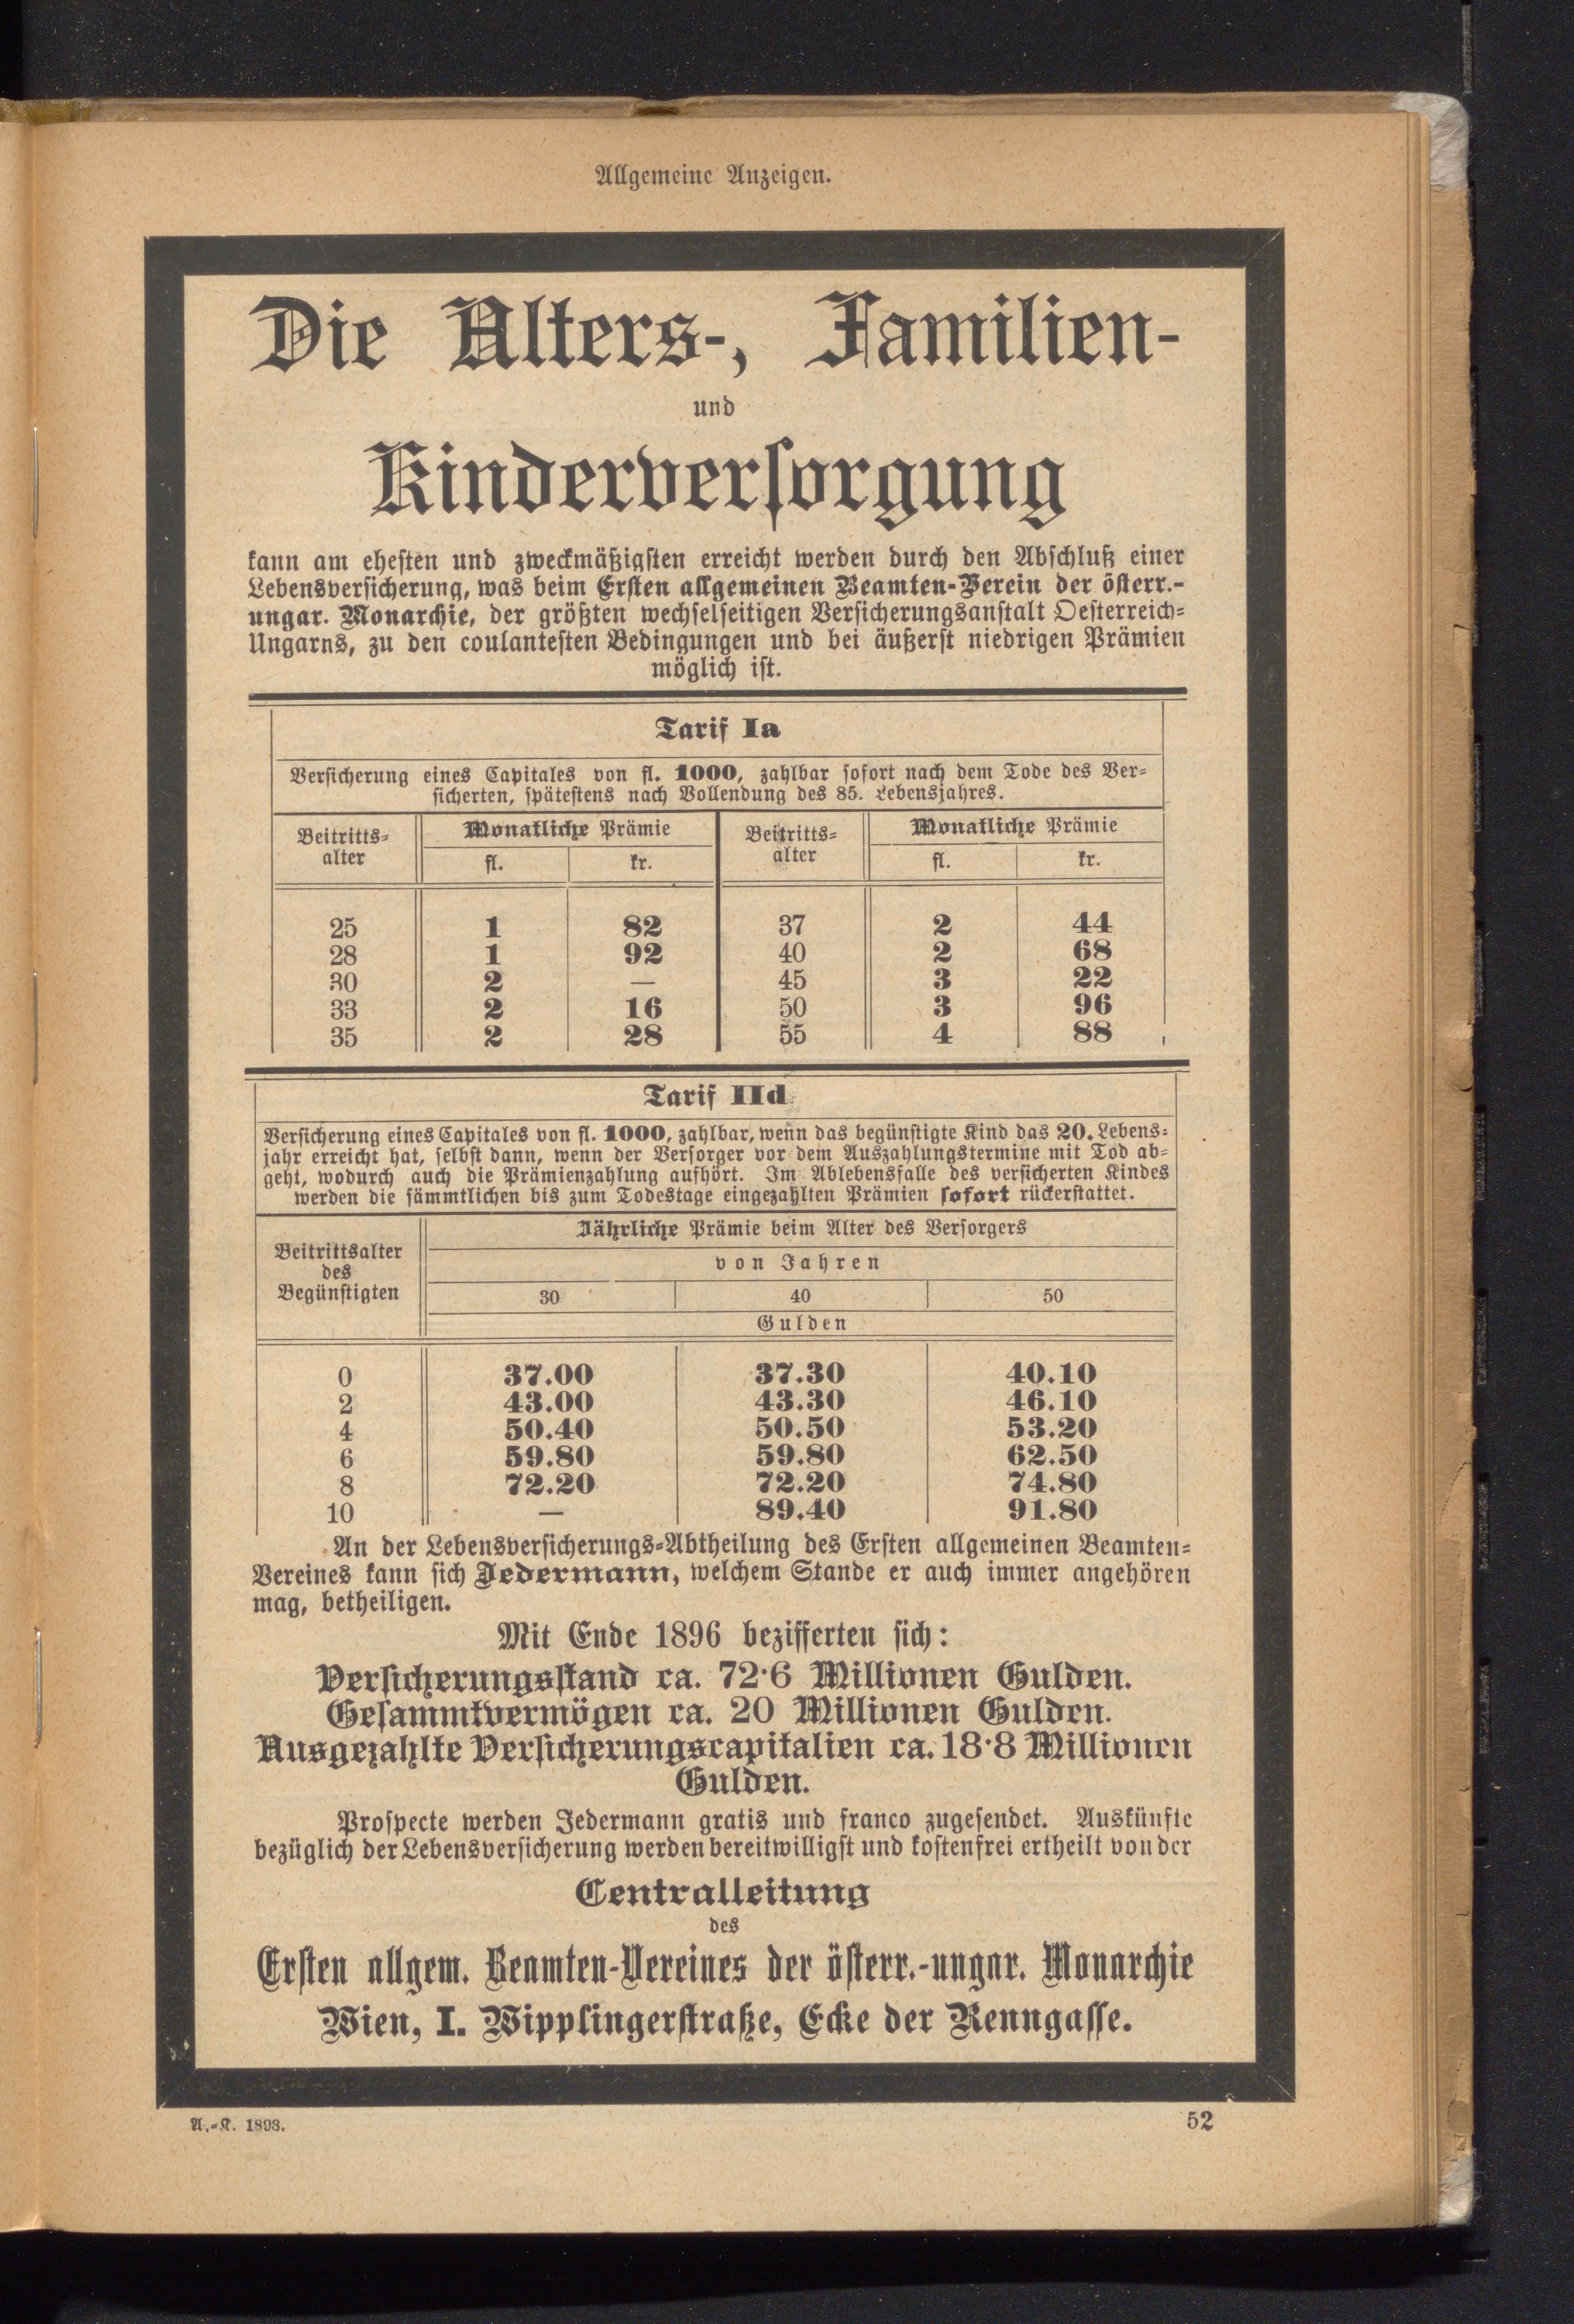 Allgemeine Anzeigen.
Die Alters-, Familien-
und
Kinderversorgung
kann am ehesten und zweckmäßigsten erreicht werden durch den Abschluß einer
Lebensversicherung, was beim Ersten allgemeinen Beamten-Verein der österr.-
ungar. Monarchie, der größten wechselseitigen Versicherungsanstalt Oesterreich-
Ungarns, zu den coulantesten Bedingungen und bei äußerst niedrigen Prämien
möglich ist.
Tarif Ia
Versicherung eines Capitales von fl. 1000, zahlbar sofort nach dem Tode des Ver-
sicherten, spätestens nach Vollendung des 85. Lebensjahres.
Beitritts-alter Monatliche Prämie Beitritts-alter Monatliche Prämie
fl. kr. fl. kr.
25 1 82 37 2 44
28 1 92 40 2 68
30 2 — 45 3 22
33 2 16 50 3 96
35 2 28 55 4 88
Tarif IId
Versicherung eines Capitales von fl. 1000, zahlbar, wenn das begünstigte Kind das 20. Lebens-
jahr erreicht hat, selbst dann, wenn der Versorger vor dem Auszahlungstermine mit Tod ab-
geht, wodurch auch die Prämienzahlung aufhört. Im Ablebensfalle des versicherten Kindes
werden die sämmtlichen bis zum Todestage eingezahlten Prämien sofort rückerstattet.
Beitrittsalter
des
Begünstigten
Jährliche Prämie beim Alter des Versorgers
von Jahren
30 40 50
Gulden
0 37.00 37.30 40.10
2 43.00 43.30 46.10
4 50.40 50.50 53.20
6 59.80 59.80 62.50
8 72.20 72.20 74.80
10 — 89.40 91.80
An der Lebensversicherungs-Abtheilung des Ersten allgemeinen Beamten-
Vereines kann sich Jedermann, welchem Stande er auch immer angehören
mag, betheiligen.
Mit Ende 1896 bezifferten sich:
Versicherungsstand ca. 72·6 Millionen Gulden.
Gesammtvermögen ca. 20 Millionen Gulden.
Ausgezahlte Versicherungscapitalien ca. 18·8 Millionen
Gulden.
Prospecte werden Jedermann gratis und franco zugesendet. Auskünfte
bezüglich der Lebensversicherung werden bereitwilligst und kostenfrei ertheilt von der
Centralleitung
des
Ersten allgem. Beamten-Vereines der österr.-ungar. Monarchie
Wien, I. Wipplingerstraße, Ecke der Renngasse.
A.-K. 1898.
52